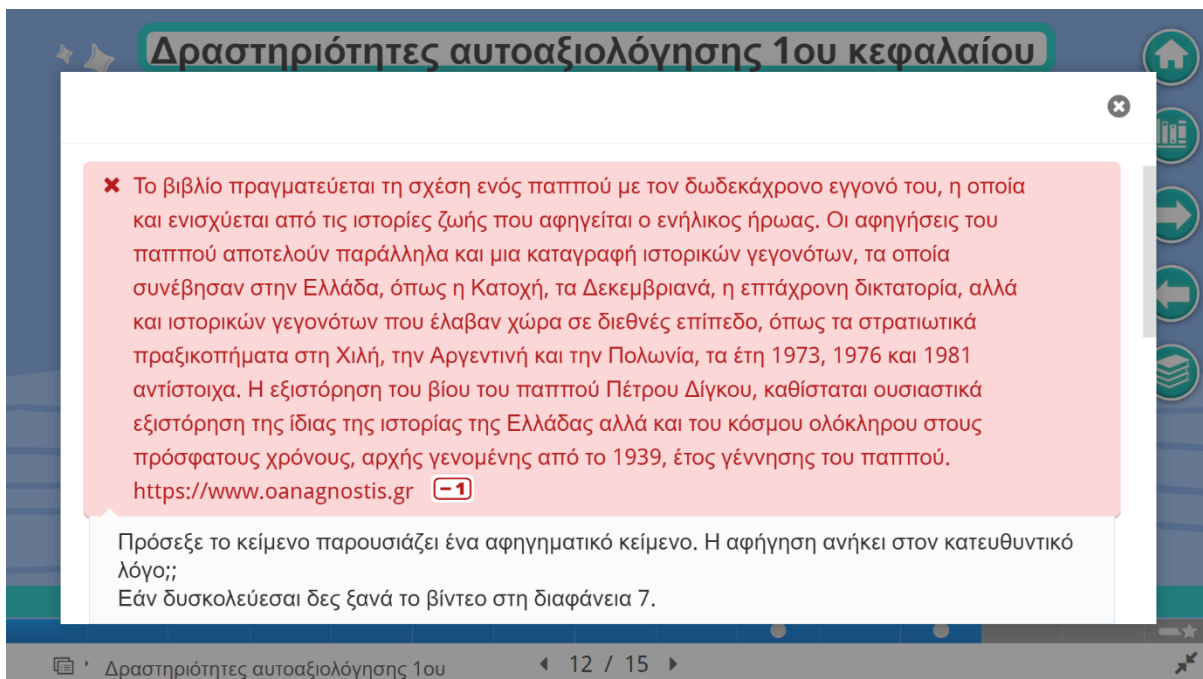 Δραστηριότητες αυτοαξιολόγησης 1ου κεφαλαίου
Το βιβλίο πραγματεύεται τη σχέση ενός παππού με τον δωδεκάχρονο εγγονό του, η οποία
και ενισχύεται από τις ιστορίες ζωής που αφηγείται ο ενήλικος ήρωας. Οι αφηγήσεις του
παππού αποτελούν παράλληλα και μια καταγραφή ιστορικών γεγονότων, τα οποία
συνέβησαν στην Ελλάδα, όπως η Κατοχή, τα Δεκεμβριανά, η επτάχρονη δικτατορία, αλλά
και ιστορικών γεγονότων που έλαβαν χώρα σε διεθνές επίπεδο, όπως τα στρατιωτικά
πραξικοπήματα στη Χιλή, την Αργεντινή και την Πολωνία, τα έτη 1973, 1976 και 1981
αντίστοιχα. Η εξιστόρηση του βίου του παππού Πέτρου Δίγκου, καθίσταται ουσιαστικά
εξιστόρηση της ίδιας της ιστορίας της Ελλάδας αλλά και του κόσμου ολόκληρου στους
πρόσφατους χρόνους, αρχής γενομένης από το 1939, έτος γέννησης του παππού.
https://www.oanagnostis.gr −1
Πρόσεξε το κείμενο παρουσιάζει ένα αφηγηματικό κείμενο. Η αφήγηση ανήκει στον κατευθυντικό
λόγο;;
Εάν δυσκολεύεσαι δες ξανά το βίντεο στη διαφάνεια 7.
Δραστηριότητες αυτοαξιολόγησης 1ου
12 / 15